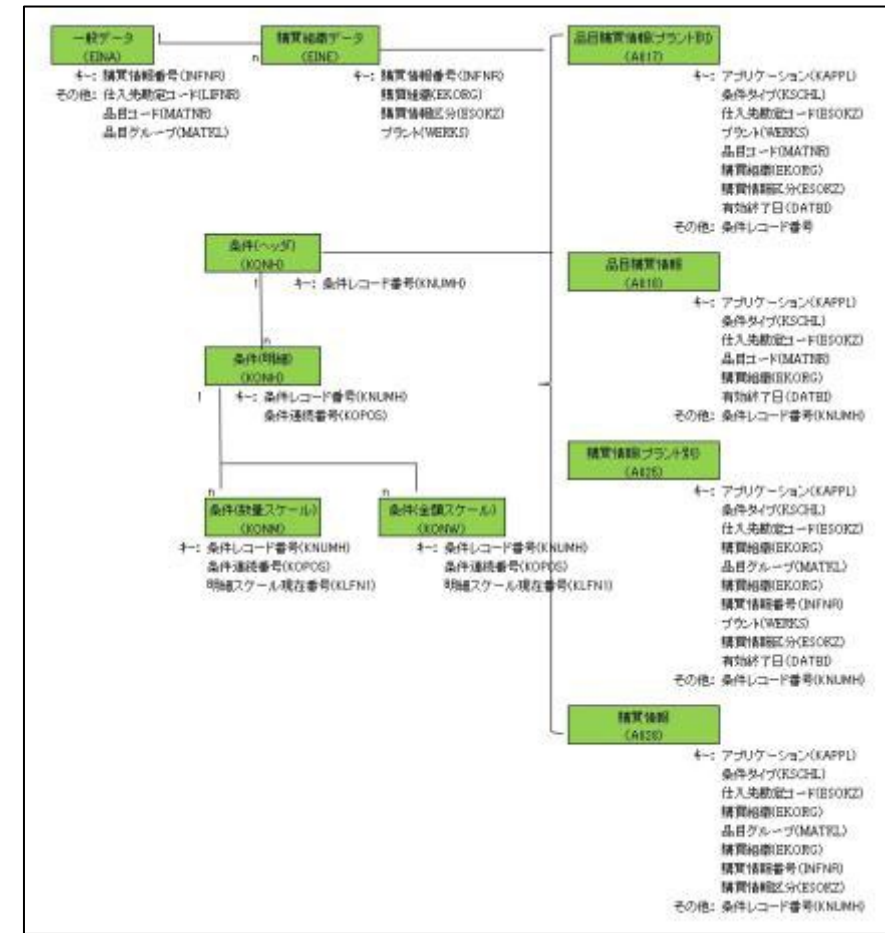 一般データ
(EINA)
キー: 購買情報番号(INFNR)
その他: 仕入先勘定コード(LIFNR)
品目コード(MATNR)
品目グループ(MATKL)
1
n
購買組織データ
(EINE)
キー: 購買情報番号(INFNR)
購買組織(EKORG)
購買情報区分(ESOKZ)
プラント(WERKS)
品目購買情報(プラント別)
(A017)
キー: アプリケーション(KAPPL)
条件タイプ(KSCHL)
仕入先勘定コード(ESOKZ)
プラント(WERKS)
品目コード(MATNR)
購買組織(EKORG)
購買情報区分(ESOKZ)
有効終了日(DATBI)
その他: 条件レコード番号
条件(ヘッダ)
(KONH)
1
キー: 条件レコード番号(KNUMH)
n
条件(明細)
(KONH)
1
キー: 条件レコード番号(KNUMH)
条件連続番号(KOPOS)
n
条件(数量スケール)
(KONM)
キー: 条件レコード番号(KNUMH)
条件連続番号(KOPOS)
明細スケール現在番号(KLFN1)
n
条件(金額スケール)
(KONW)
キー: 条件レコード番号(KNUMH)
条件連続番号(KOPOS)
明細スケール現在番号(KLFN1)
品目購買情報
(A018)
キー: アプリケーション(KAPPL)
条件タイプ(KSCHL)
仕入先勘定コード(ESOKZ)
品目コード(MATNR)
購買組織(EKORG)
有効終了日(DATBI)
その他: 条件レコード番号(KNUMH)
購買情報(プラント別)
(A025)
キー: アプリケーション(KAPPL)
条件タイプ(KSCHL)
仕入先勘定コード(ESOKZ)
購買組織(EKORG)
品目グループ(MATKL)
購買組織(EKORG)
購買情報番号(INFNR)
プラント(WERKS)
購買情報区分(ESOKZ)
有効終了日(DATBI)
その他: 条件レコード番号(KNUMH)
購買情報
(A028)
キー: アプリケーション(KAPPL)
条件タイプ(KSCHL)
仕入先勘定コード(ESOKZ)
購買組織(EKORG)
品目グループ(MATKL)
購買組織(EKORG)
購買情報番号(INFNR)
購買情報区分(ESOKZ)
その他: 条件レコード番号(KNUMH)